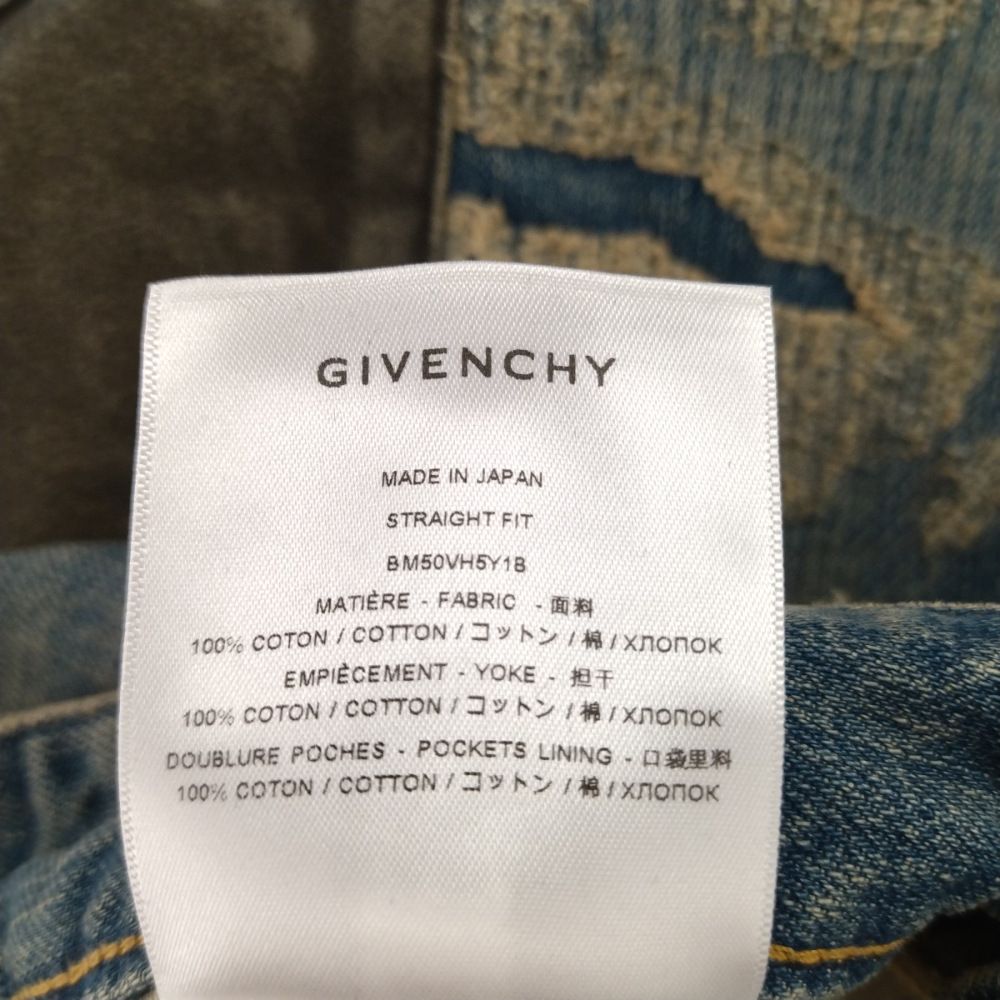 GIVENCHY
MADE IN JAPAN
STRAIGHT FIT
BM50VH5Y1B
MATIÈRE - FABRIC - 面料
100% COTON / COTTON / コットン / 棉 / ХЛОПОК
EMPIÈCEMENT - YOKE - 担干
100% COTON / COTTON / コットン / 棉 / ХЛОПОК
DOUBLURE POCHES - POCKETS LINING - 口袋里料
100% COTON / COTTON / コットン / 棉 / ХЛОПОК